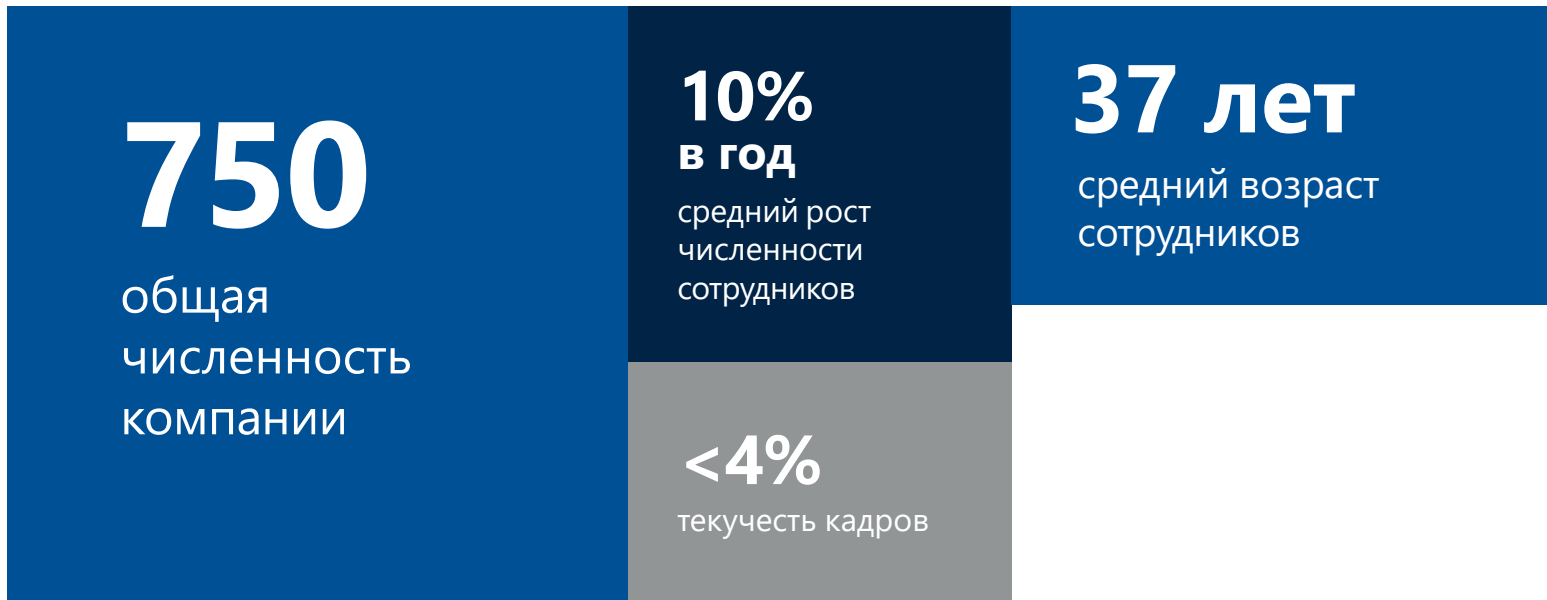 750
общая
численность
компании
10%
в год
средний рост
численности
сотрудников
<4%
текучесть кадров
37 лет
средний возраст
сотрудников